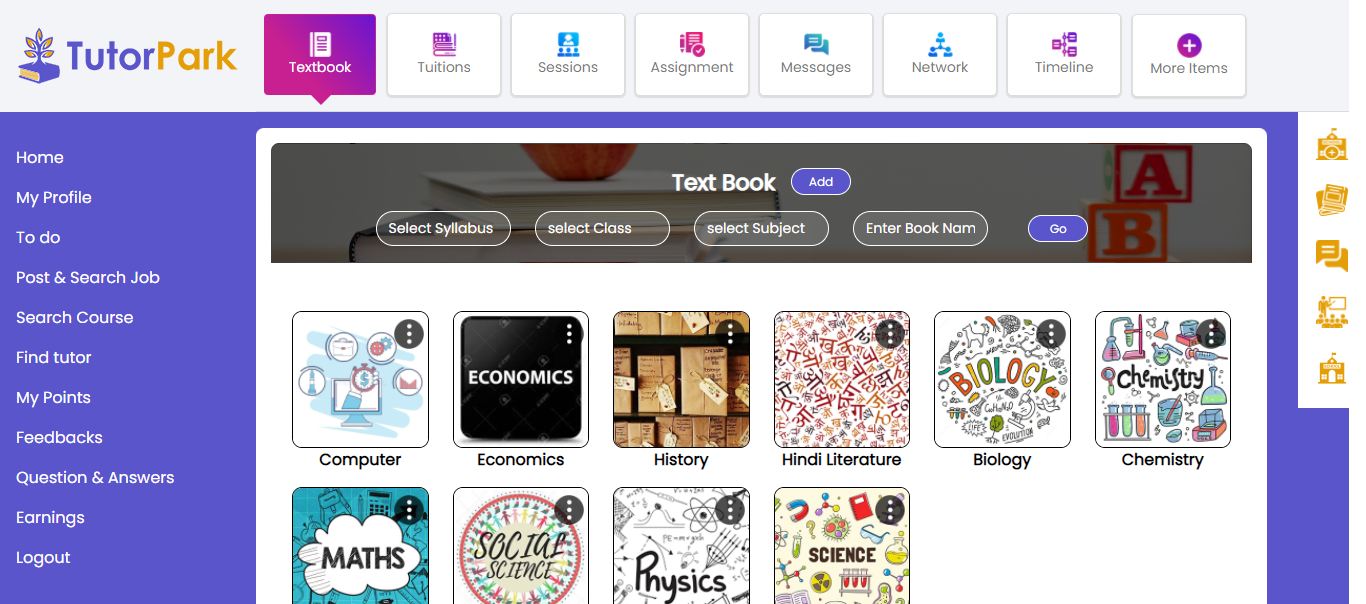 TutorPark
Textbook
Tuitions
Sessions
Assignment
Messages
Network
Timeline
More Items
Home
My Profile
To do
Post & Search Job
Search Course
Find tutor
My Points
Feedbacks
Question & Answers
Earnings
Logout
Text Book Add
Select Syllabus select Class select Subject Enter Book Nam Go
A
B
ECONOMICS
BIOLOGY
EVOLUTION
LIFE
Chemistry
Computer
Economics
History
Hindi Literature
Biology
Chemistry
MATHS
SOCIAL
SCIENCE
Physics
SCIENCE